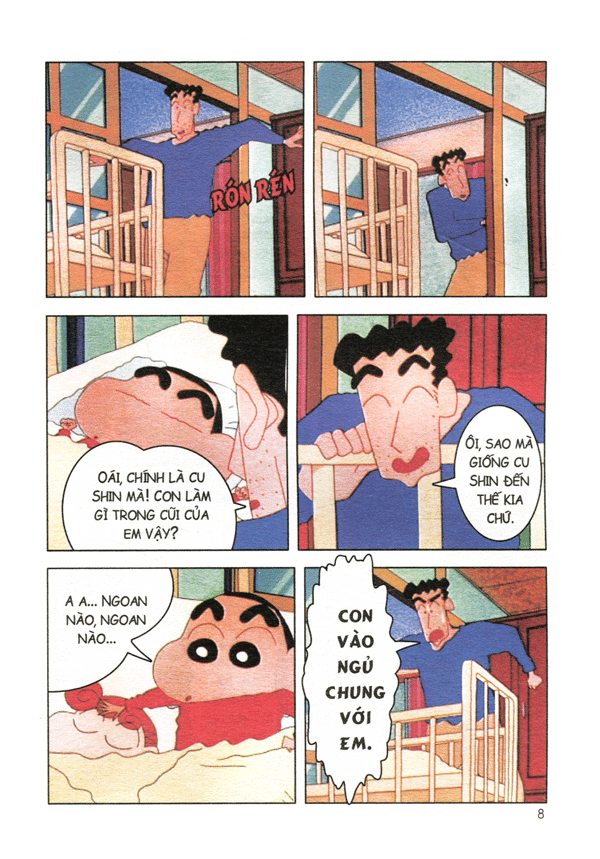 RÓN RÉN
ÔI, SAO MÀ
GIỐNG CU
SHIN ĐẾN
THẾ KIA
CHỨ.
OÁI, CHÍNH LÀ CU
SHIN MÀ! CON LÀM
GÌ TRONG CŨI CỦA
EM VẬY?
A A... NGOAN
NÀO, NGOAN
NÀO...
CON
VÀO
NGỦ
CHUNG
VỚI
EM.
8